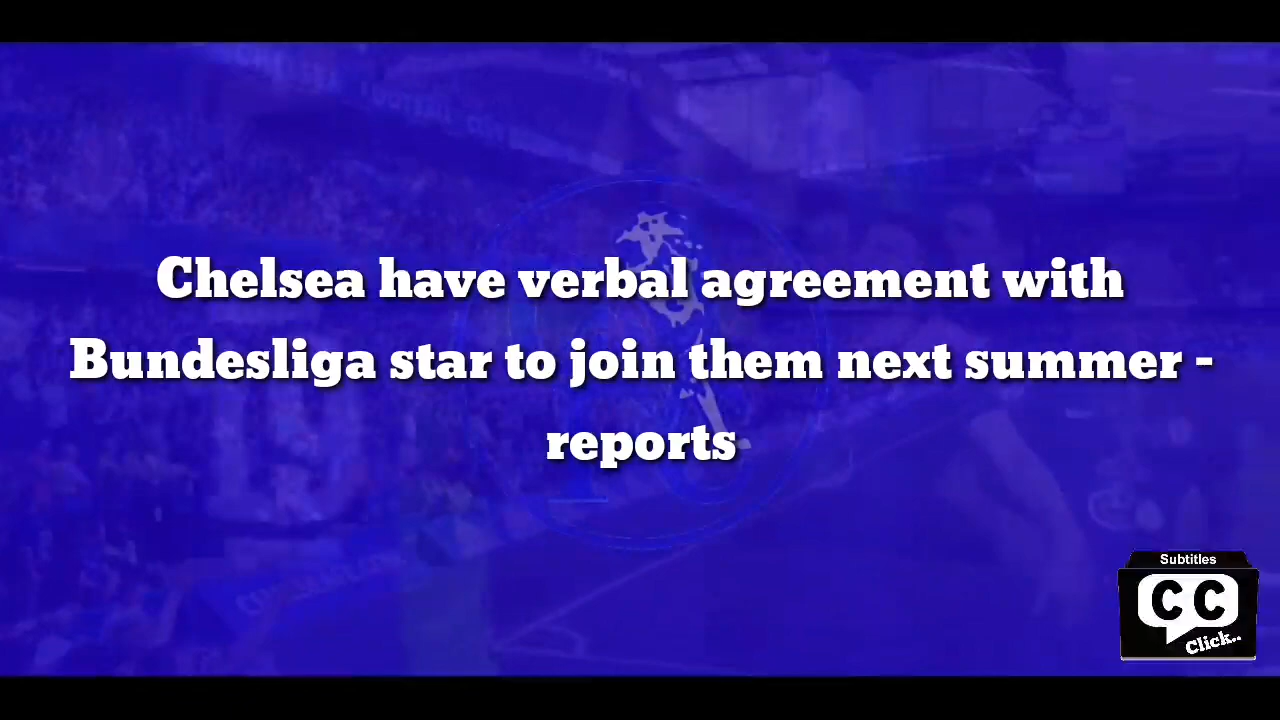 Chelsea have verbal agreement with
Bundesliga star to join them next summer -
reports
Subtitles
CC
Click..